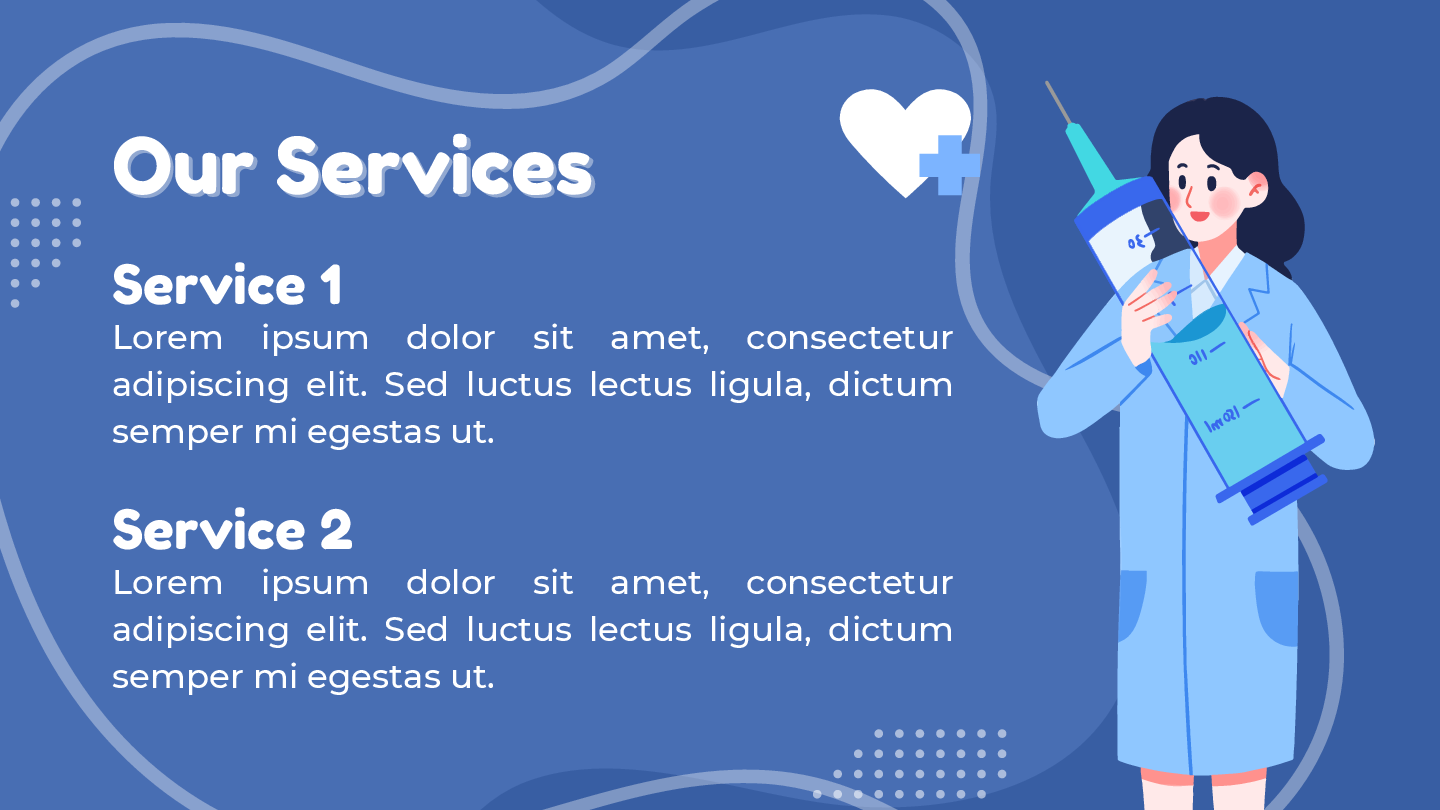 Our Services
Service 1
Lorem ipsum dolor sit amet, consectetur
adipiscing elit. Sed luctus lectus ligula, dictum
semper mi egestas ut.
Service 2
Lorem ipsum dolor sit amet, consectetur
adipiscing elit. Sed luctus lectus ligula, dictum
semper mi egestas ut.